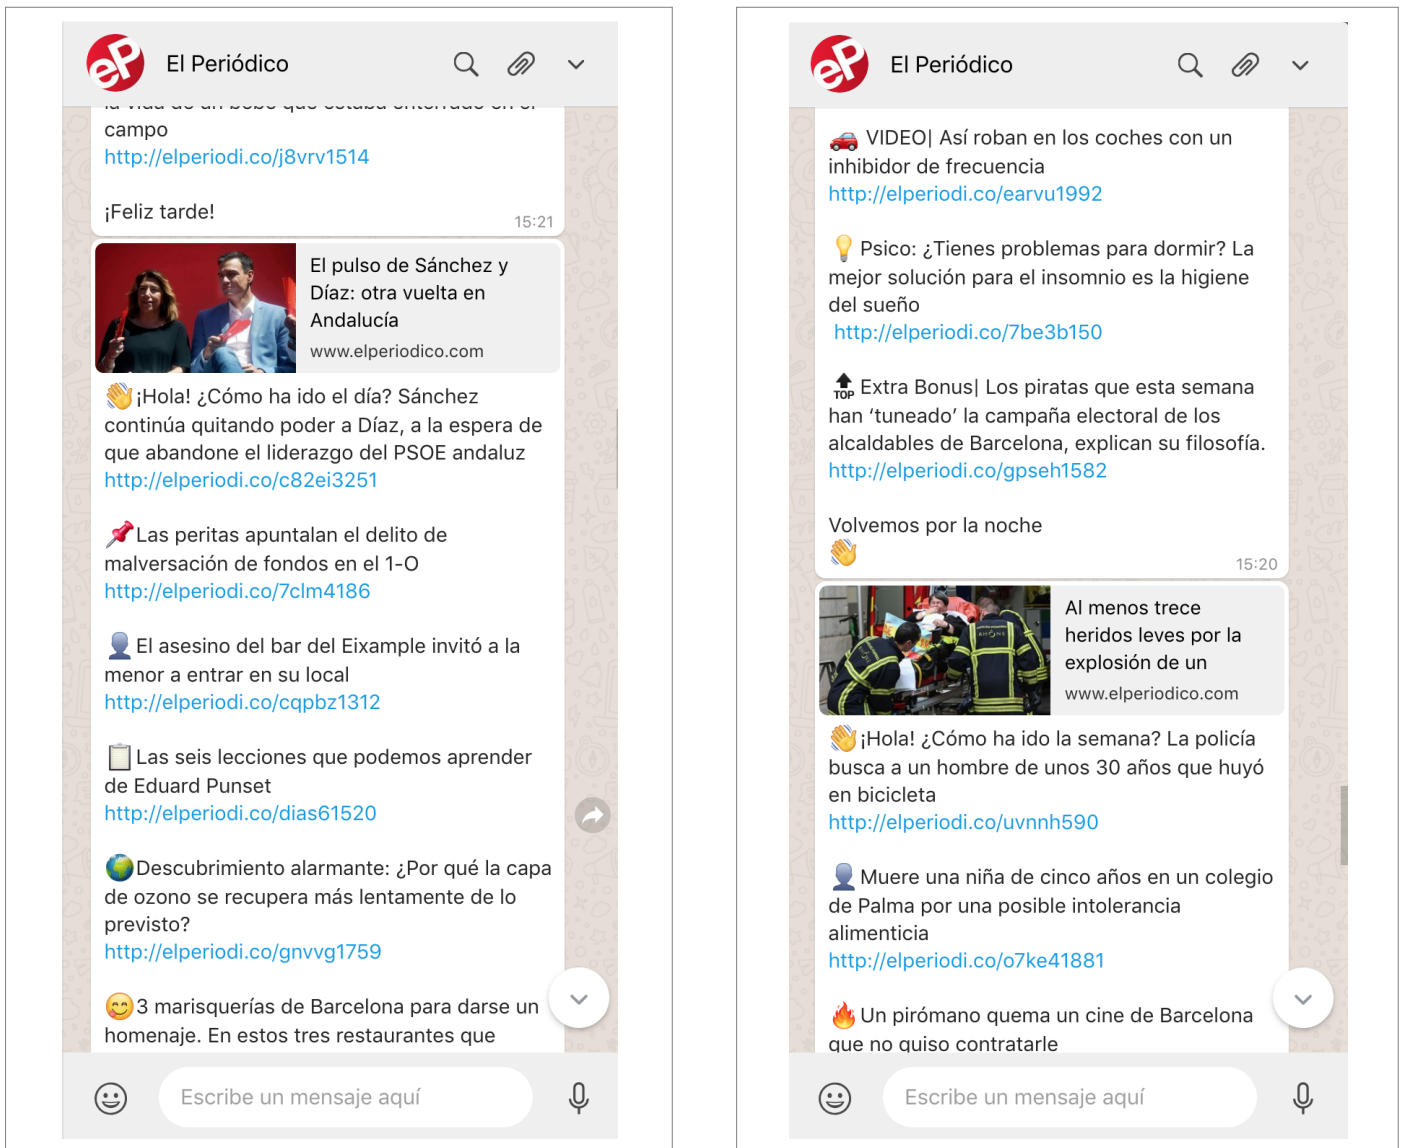 eP El Periódico
la vida de un bebé que estaba enterrado en el
campo
http://elperiodi.co/j8vrv1514
¡Feliz tarde!
15:21
El pulso de Sánchez y
Díaz: otra vuelta en
Andalucía
www.elperiodico.com
👋¡Hola! ¿Cómo ha ido el día? Sánchez
continúa quitando poder a Díaz, a la espera de
que abandone el liderazgo del PSOE andaluz
http://elperiodi.co/c82ei3251
📌Las peritas apuntalan el delito de
malversación de fondos en el 1-O
http://elperiodi.co/7clm4186
👤El asesino del bar del Eixample invitó a la
menor a entrar en su local
http://elperiodi.co/cqpbz1312
📋Las seis lecciones que podemos aprender
de Eduard Punset
http://elperiodi.co/dias61520
🌍Descubrimiento alarmante: ¿Por qué la capa
de ozono se recupera más lentamente de lo
previsto?
http://elperiodi.co/gnvvg1759
😋3 marisquerías de Barcelona para darse un
homenaje. En estos tres restaurantes que
Escribe un mensaje aquí
eP El Periódico
🚗 VIDEO| Así roban en los coches con un
inhibidor de frecuencia
http://elperiodi.co/earvu1992
💡 Psico: ¿Tienes problemas para dormir? La
mejor solución para el insomnio es la higiene
del sueño
http://elperiodi.co/7be3b150
🔝 Extra Bonus| Los piratas que esta semana
han ‘tuneado’ la campaña electoral de los
alcaldables de Barcelona, explican su filosofía.
http://elperiodi.co/gpseh1582
Volvemos por la noche
👋
15:20
RHÔNE
Al menos trece
heridos leves por la
explosión de un
www.elperiodico.com
👋¡Hola! ¿Cómo ha ido la semana? La policía
busca a un hombre de unos 30 años que huyó
en bicicleta
http://elperiodi.co/uvnnh590
👤Muere una niña de cinco años en un colegio
de Palma por una posible intolerancia
alimenticia
http://elperiodi.co/o7ke41881
🔥Un pirómano quema un cine de Barcelona
que no quiso contratarle
Escribe un mensaje aquí